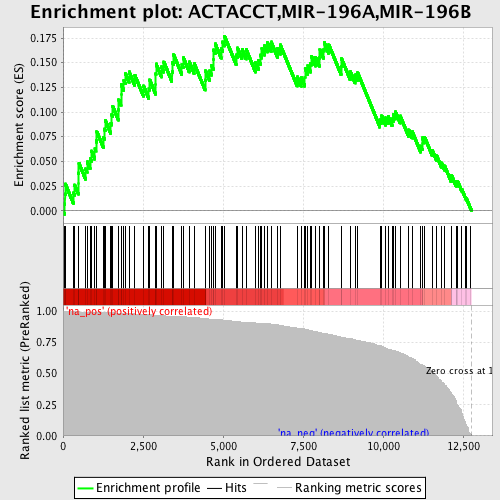 Enrichment plot: ACTACCT,MIR-196A,MIR-196B
Enrichment score (ES)
0.175
0.150
0.125
0.100
0.075
0.050
0.025
0.000
'na_pos' (positively correlated)
Ranked list metric (PreRanked)
1.00
0.75
0.50
0.25
0.00
Zero cross at 1
'na_neg' (negatively correlated)
0
2,500
5,000
7,500
10,000
12,500
Rank in Ordered Dataset
Enrichment profile
Hits
Ranking metric scores